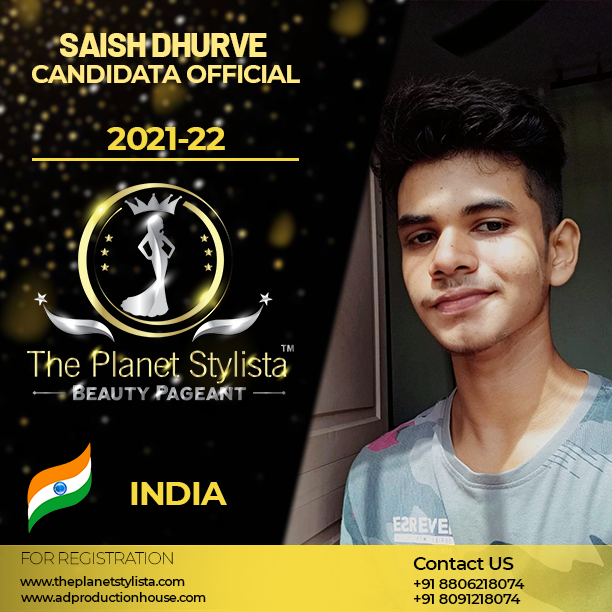 SAISH DHURVE
CANDIDATA OFFICIAL
2021-22
The Planet Stylista™
BEAUTY PAGEANT
INDIA
FOR REGISTRATION
www.theplanetstylista.com
www.adproductionhouse.com
Contact US
+91 8806218074
+91 8091218074